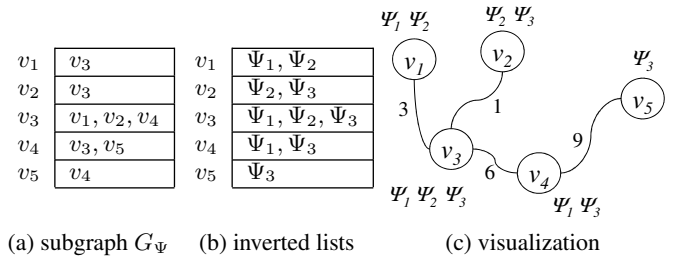 v₁ v₃
v₂ v₃
v₃ v₁, v₂, v₄
v₄ v₃, v₅
v₅ v₄
(a) subgraph G_Ψ
v₁ Ψ₁, Ψ₂
v₂ Ψ₂, Ψ₃
v₃ Ψ₁, Ψ₂, Ψ₃
v₄ Ψ₁, Ψ₃
v₅ Ψ₃
(b) inverted lists
Ψ₁ Ψ₂
Ψ₂ Ψ₃
v₁
v₂
Ψ₃
v₅
3
1
9
v₃
6
v₄
Ψ₁ Ψ₂ Ψ₃
Ψ₁ Ψ₃
(c) visualization